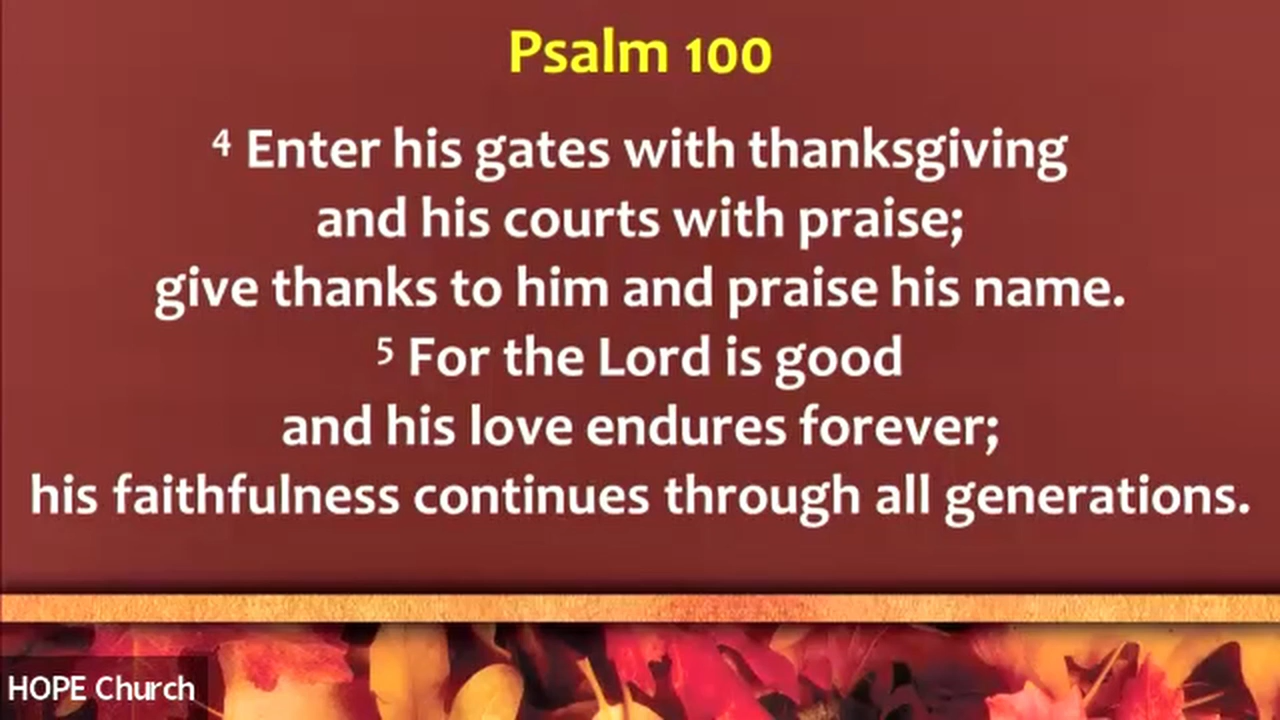 Psalm 100
4 Enter his gates with thanksgiving
and his courts with praise;
give thanks to him and praise his name.
5 For the Lord is good
and his love endures forever;
his faithfulness continues through all generations.
HOPE Church